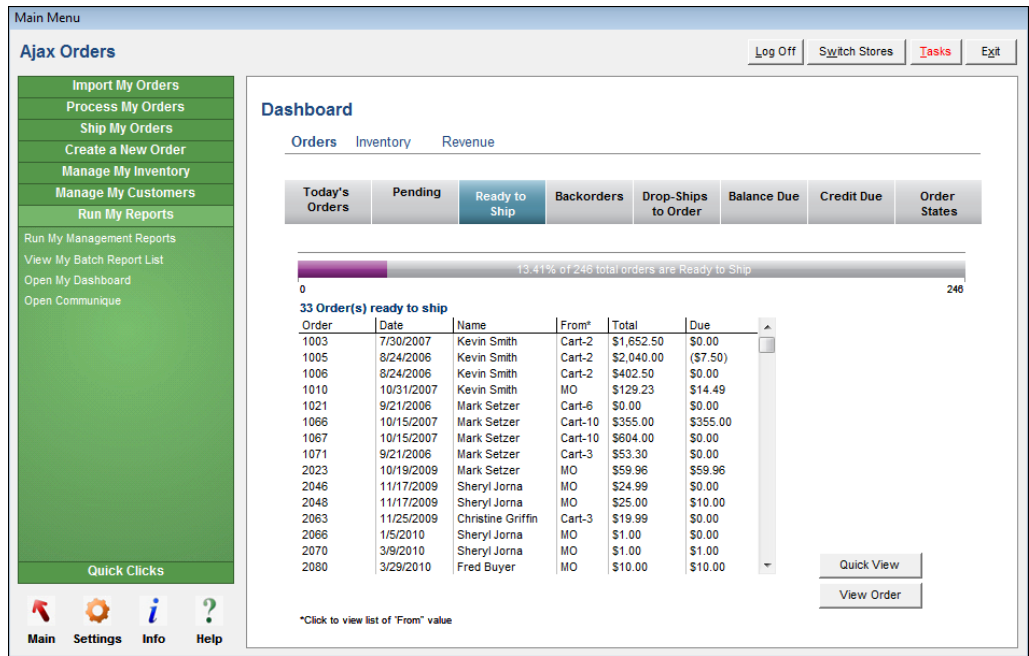 Main Menu
Ajax Orders
Log Off Switch Stores Tasks Exit
Import My Orders
Process My Orders
Ship My Orders
Create a New Order
Manage My Inventory
Manage My Customers
Run My Reports
Run My Management Reports
View My Batch Report List
Open My Dashboard
Open Communique
Quick Clicks
Main Settings Info Help
Dashboard
Orders Inventory Revenue
Today's Orders Pending Ready to Ship Backorders Drop-Ships to Order Balance Due Credit Due Order States
13.41% of 246 total orders are Ready to Ship
0 246
33 Order(s) ready to ship
Order Date Name From* Total Due
1003 7/30/2007 Kevin Smith Cart-2 $1,652.50 $0.00
1005 8/24/2006 Kevin Smith Cart-2 $2,040.00 ($7.50)
1006 8/24/2006 Kevin Smith Cart-2 $402.50 $0.00
1010 10/31/2007 Kevin Smith MO $129.23 $14.49
1021 9/21/2006 Mark Setzer Cart-6 $0.00 $0.00
1066 10/15/2007 Mark Setzer Cart-10 $355.00 $355.00
1067 10/15/2007 Mark Setzer Cart-10 $604.00 $0.00
1071 9/21/2006 Mark Setzer Cart-3 $53.30 $0.00
2023 10/19/2009 Mark Setzer MO $59.96 $59.96
2046 11/17/2009 Sheryl Jorna MO $24.99 $0.00
2048 11/17/2009 Sheryl Jorna MO $25.00 $10.00
2063 11/25/2009 Christine Griffin Cart-3 $19.99 $0.00
2066 1/5/2010 Sheryl Jorna MO $1.00 $0.00
2070 3/9/2010 Sheryl Jorna MO $1.00 $1.00
2080 3/29/2010 Fred Buyer MO $10.00 $10.00
Quick View
View Order
*Click to view list of "From" value